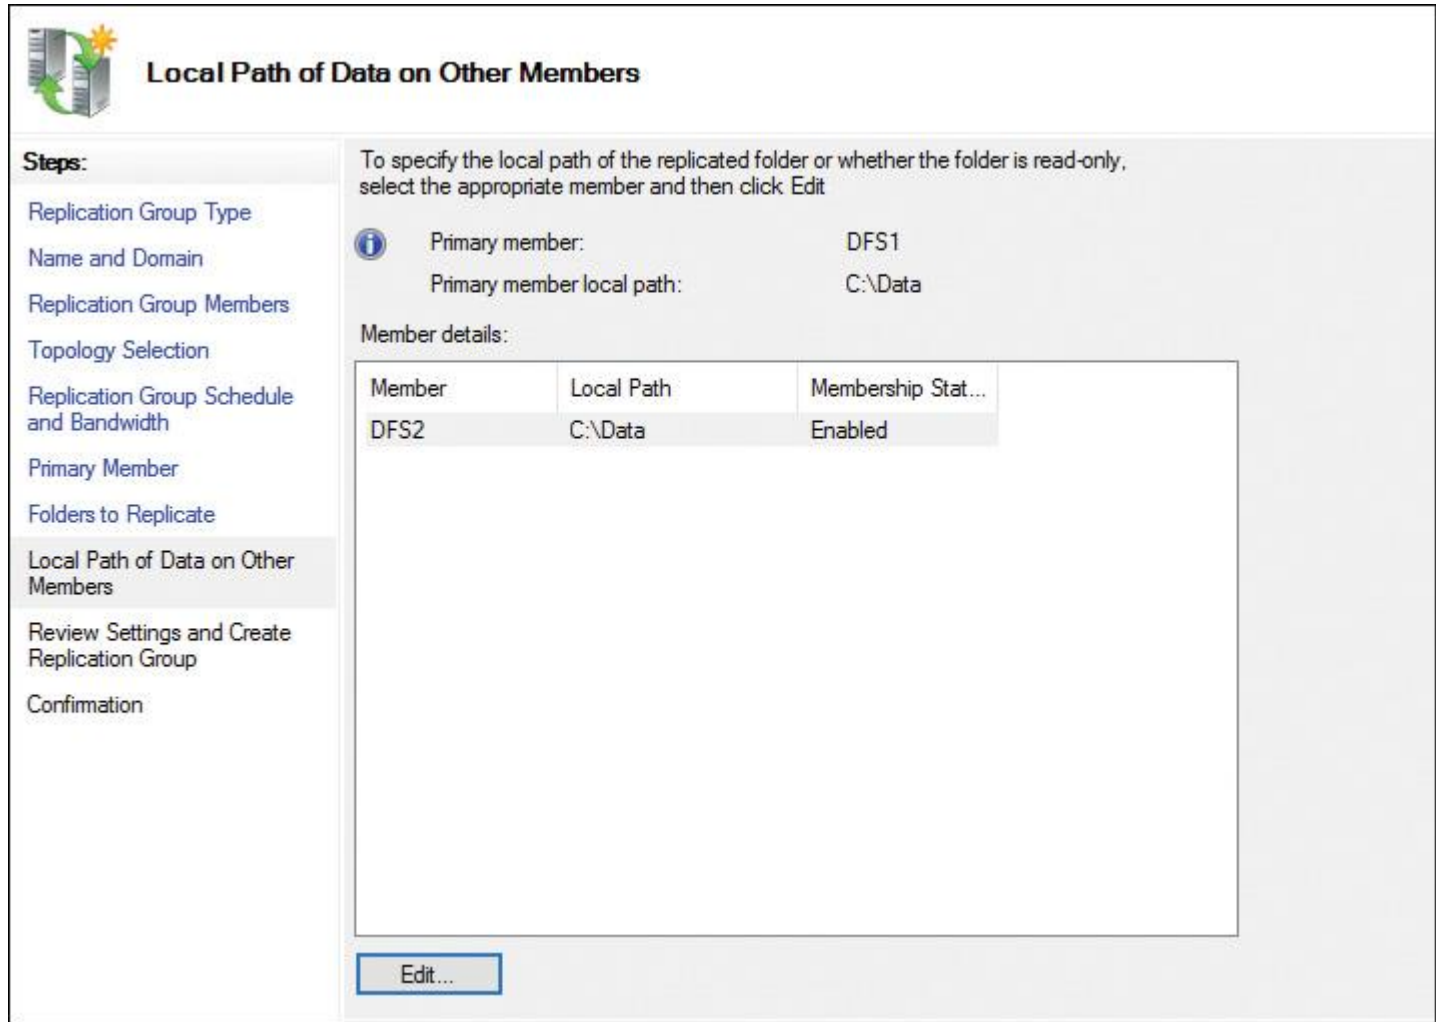 Local Path of Data on Other Members
Steps:
Replication Group Type
Name and Domain
Replication Group Members
Topology Selection
Replication Group Schedule
and Bandwidth
Primary Member
Folders to Replicate
Local Path of Data on Other
Members
Review Settings and Create
Replication Group
Confirmation
To specify the local path of the replicated folder or whether the folder is read-only,
select the appropriate member and then click Edit
Primary member: DFS1
Primary member local path: C:\Data
Member details:
Member Local Path Membership Stat...
DFS2 C:\Data Enabled
Edit...